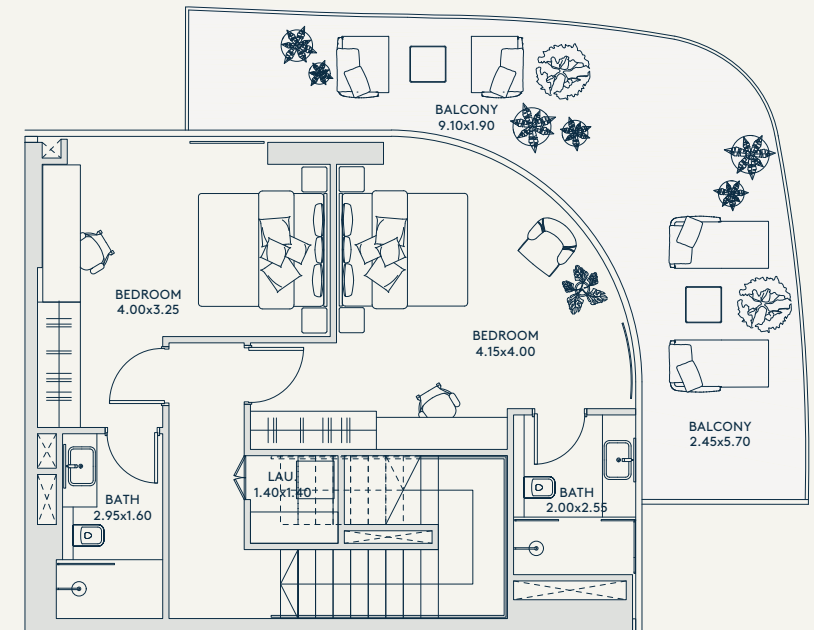 BALCONY
9.10x1.90
BEDROOM
4.00x3.25
BEDROOM
4.15x4.00
BALCONY
2.45x5.70
LAU.
1.40x1.40
BATH
2.95x1.60
BATH
2.00x2.55